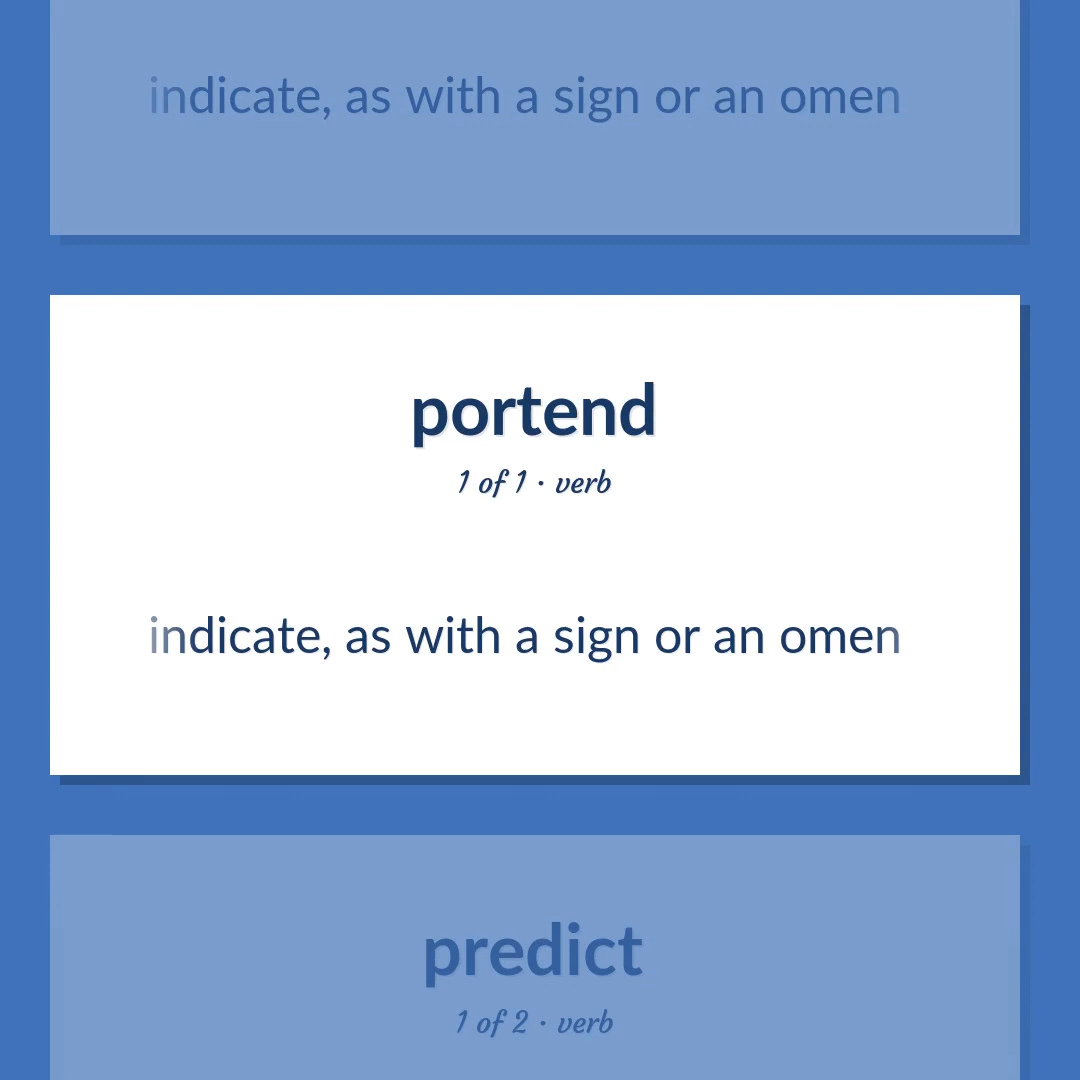 indicate, as with a sign or an omen
portend
1 of 1 · verb
indicate, as with a sign or an omen
predict
1 of 2 · verb